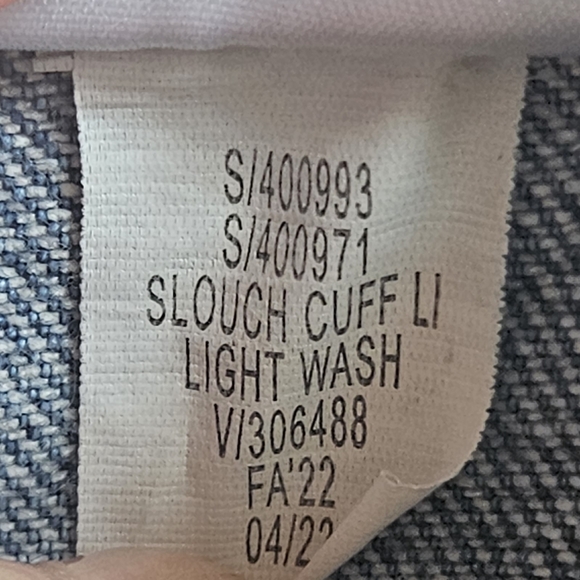 S/400993
S/400971
SLOUCH CUFF LI
LIGHT WASH
V/306488
FA'22
04/22